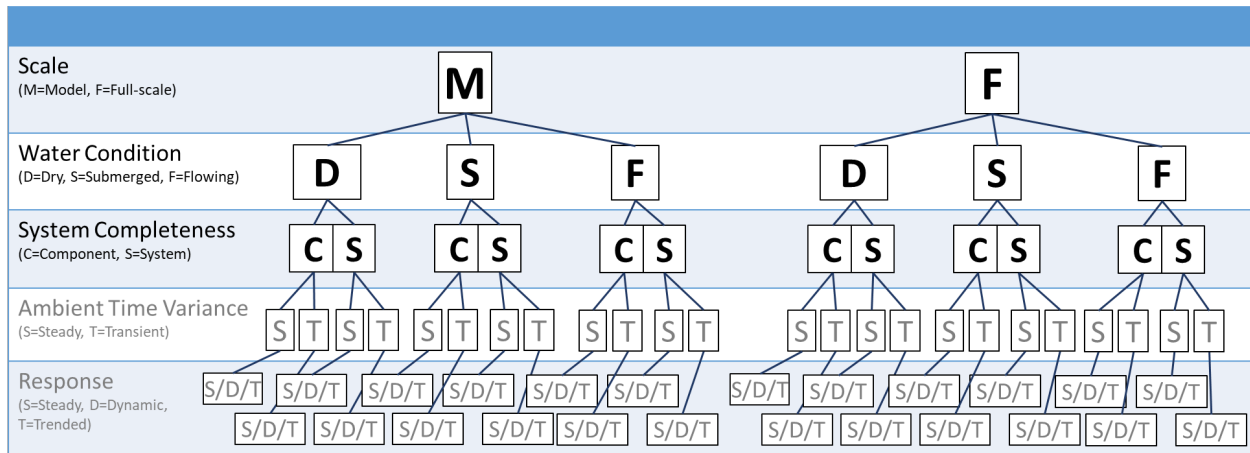 Scale
(M=Model, F=Full-scale)
M F
Water Condition
(D=Dry, S=Submerged, F=Flowing)
D S F D S F
System Completeness
(C=Component, S=System)
C S C S C S C S C S C S
Ambient Time Variance
(S=Steady, T=Transient)
S T S T S T S T S T S T S T S T S T S T S T S T
Response
(S=Steady, D=Dynamic,
T=Trended)
S/D/T S/D/T S/D/T S/D/T S/D/T S/D/T S/D/T S/D/T S/D/T S/D/T S/D/T S/D/T
S/D/T S/D/T S/D/T S/D/T S/D/T S/D/T S/D/T S/D/T S/D/T S/D/T S/D/T S/D/T